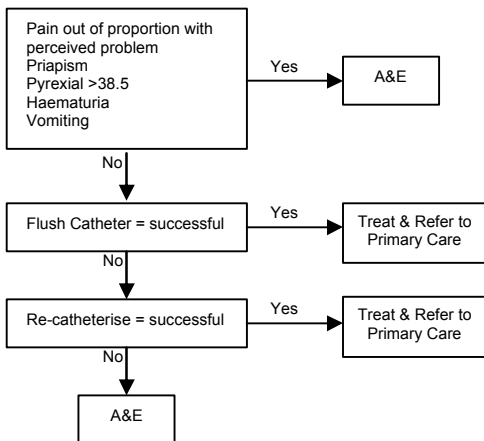 Pain out of proportion with
perceived problem
Priapism
Pyrexial >38.5
Haematuria
Vomiting
Yes
A&E
No
Flush Catheter = successful
Yes
Treat & Refer to
Primary Care
No
Re-catheterise = successful
Yes
Treat & Refer to
Primary Care
No
A&E